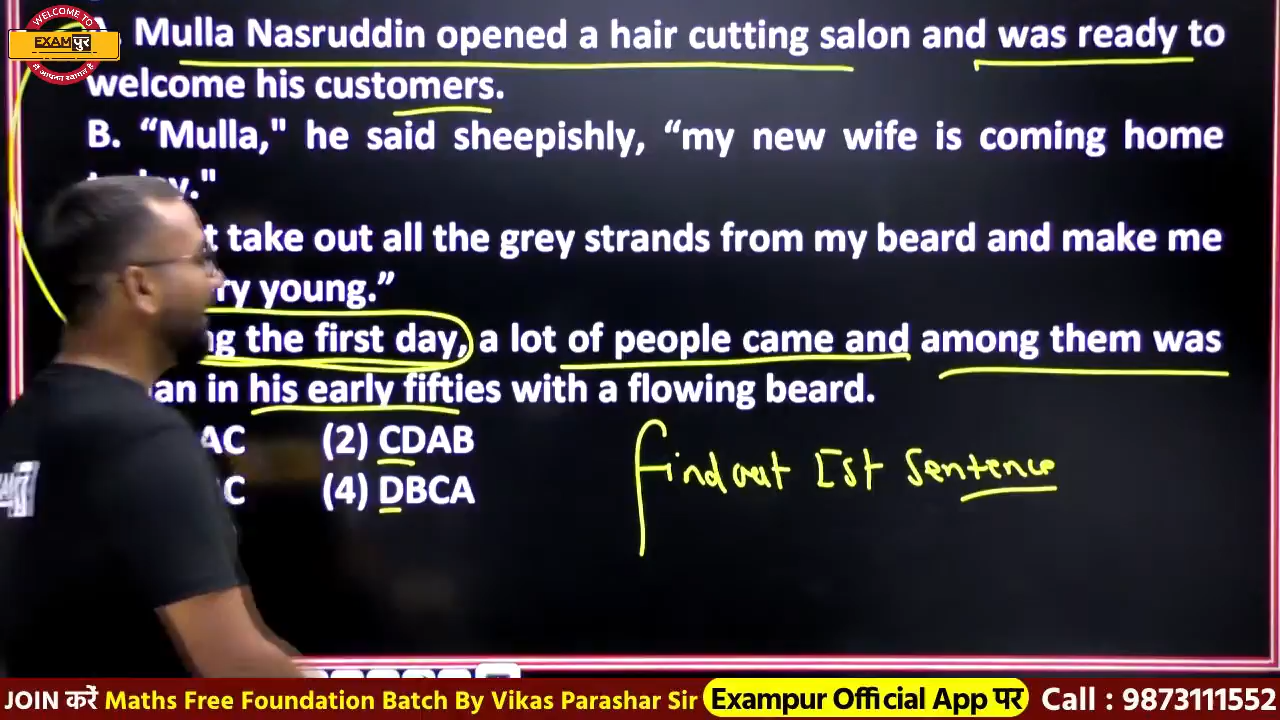 WELCOME TO
EXAMपुर
में आपका स्वागत है
Mulla Nasruddin opened a hair cutting salon and was ready to
welcome his customers.
B. “Mulla," he said sheepishly, “my new wife is coming home
take out all the grey strands from my beard and make me
young.”
the first day, a lot of people came and among them was
in his early fifties with a flowing beard.
(2) CDAB
(4) DBCA
find out Ist Sentence
JOIN करें Maths Free Foundation Batch By Vikas Parashar Sir Exampur Official App पर Call : 9873111552